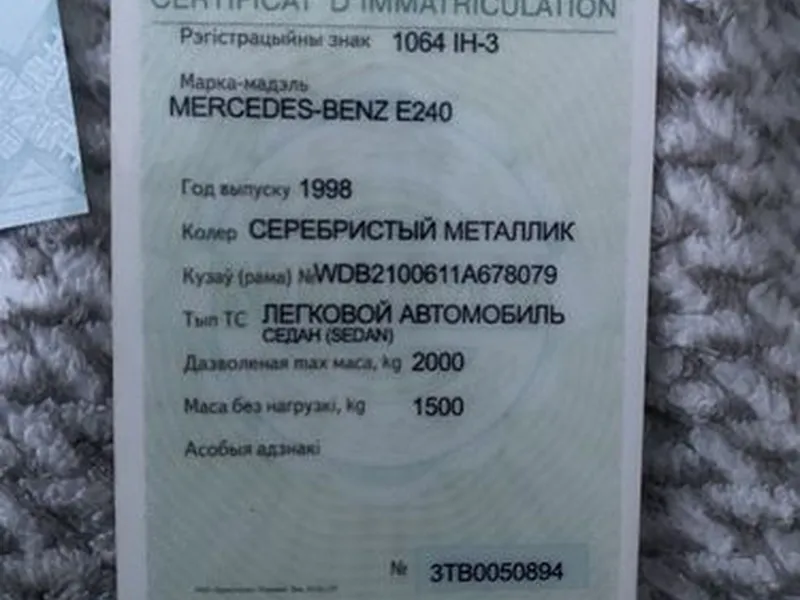 CERTIFICAT D'IMMATRICULATION
Рэгістрацыйны знак 1064 IH-3
Марка-мадэль
MERCEDES-BENZ E240
Год выпуску 1998
Колер СЕРЕБРИСТЫЙ МЕТАЛЛИК
Кузаў (рама) №WDB2100611A678079
Тып ТС ЛЕГКОВОЙ АВТОМОБИЛЬ
СЕДАН (SEDAN)
Дазволеная max маса, kg 2000
Маса без нагрузкі, kg 1500
Асобыя адзнакі
№ 3ТВ0050894